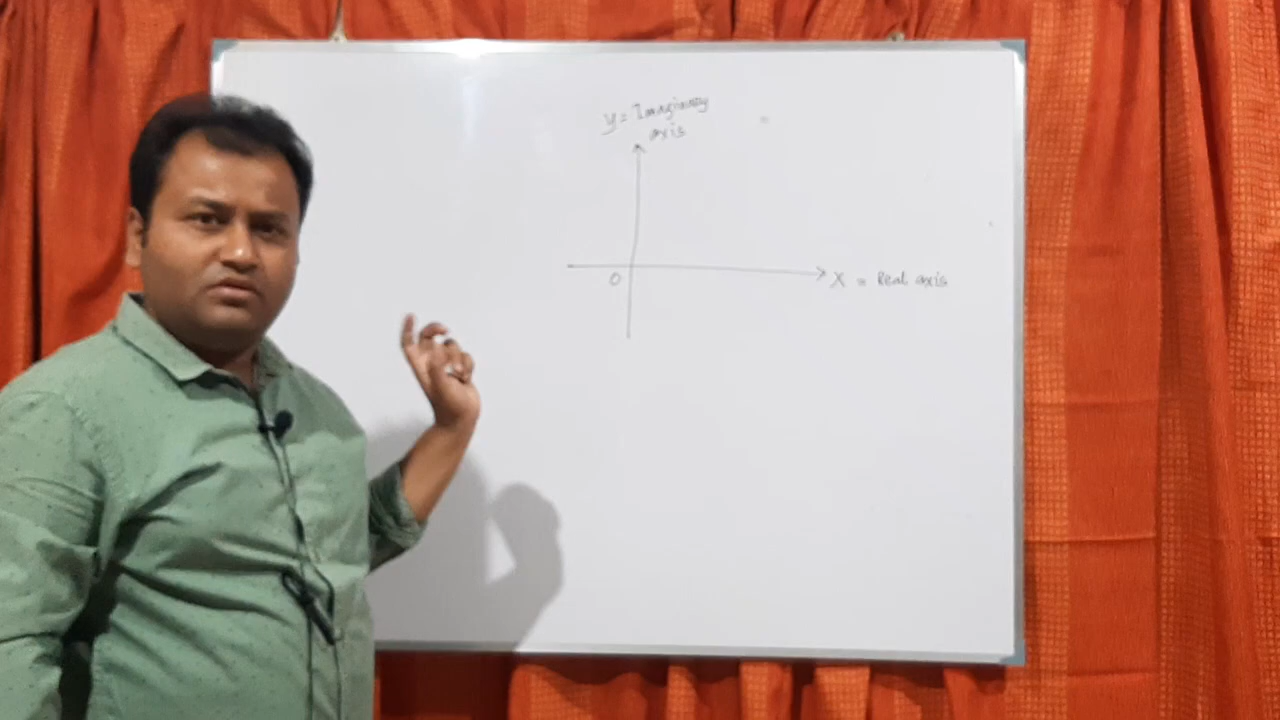 y = Imaginary
axis
O
X = Real axis